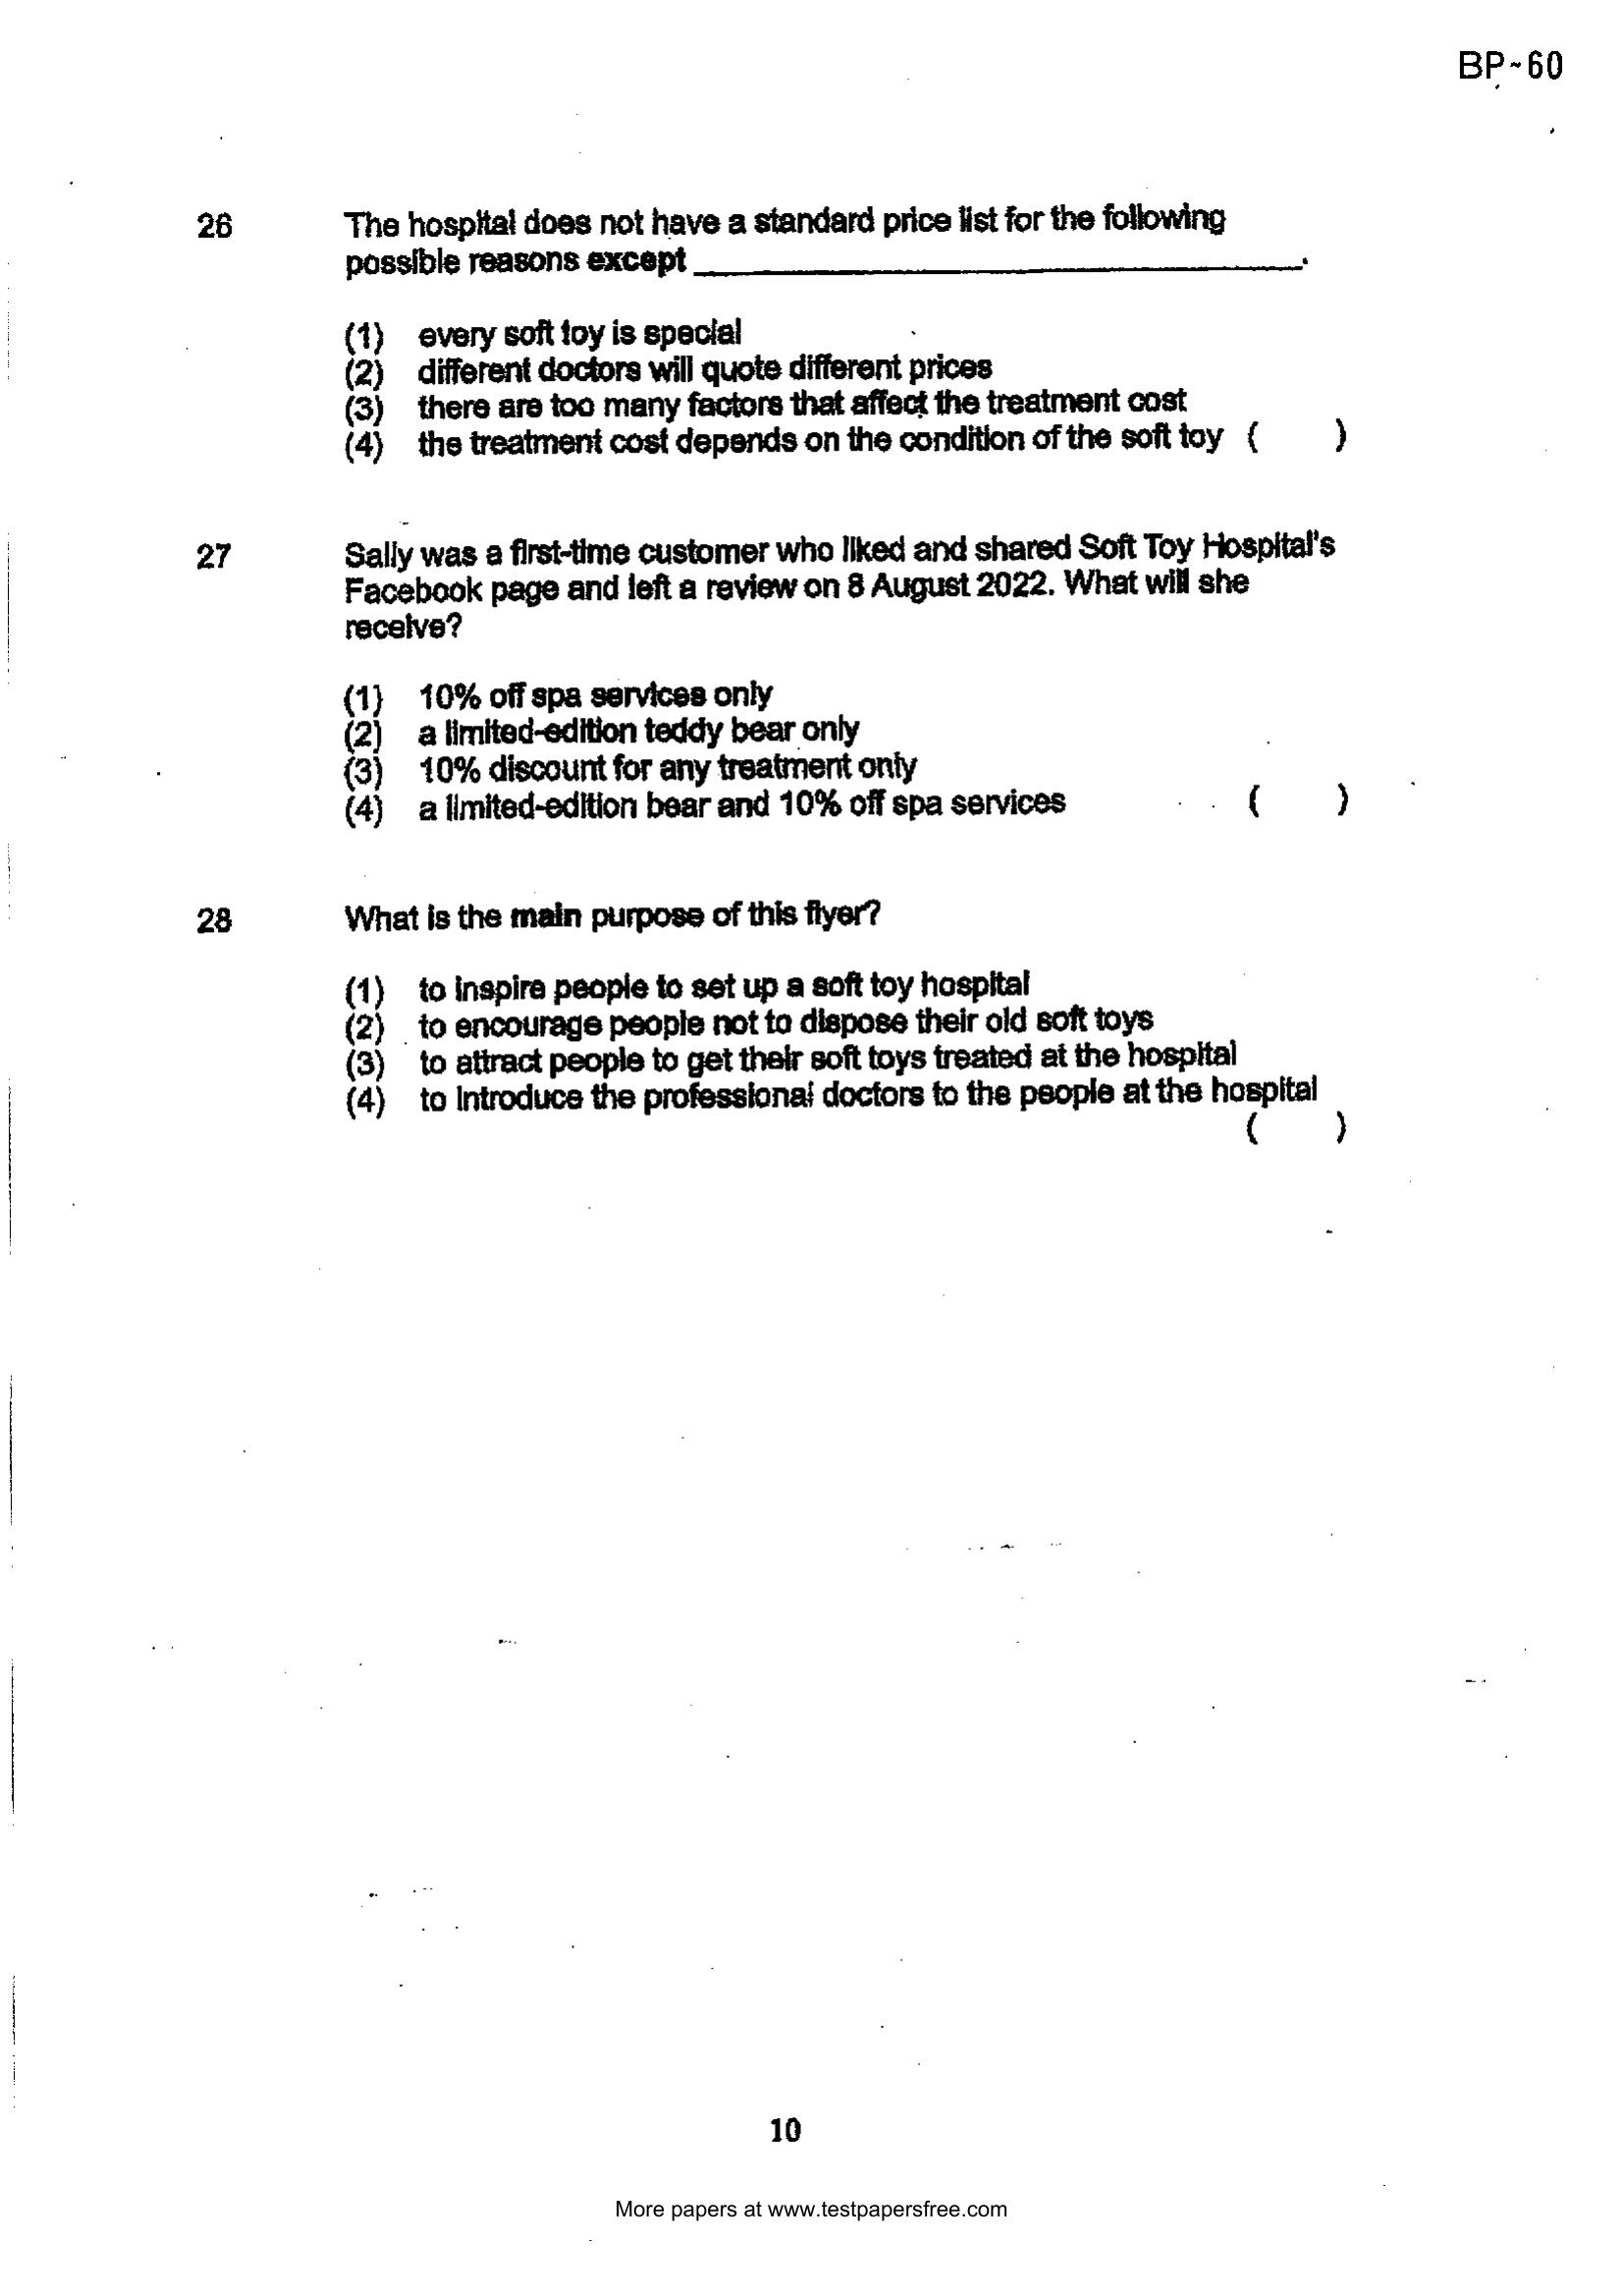 BP-60
26 The hospital does not have a standard price list for the following
possible reasons except ______________________________.
(1) every soft toy is special
(2) different doctors will quote different prices
(3) there are too many factors that affect the treatment cost
(4) the treatment cost depends on the condition of the soft toy ( )
27 Sally was a first-time customer who liked and shared Soft Toy Hospital's
Facebook page and left a review on 8 August 2022. What will she
receive?
(1) 10% off spa services only
(2) a limited-edition teddy bear only
(3) 10% discount for any treatment only
(4) a limited-edition bear and 10% off spa services ( )
28 What is the main purpose of this flyer?
(1) to inspire people to set up a soft toy hospital
(2) to encourage people not to dispose their old soft toys
(3) to attract people to get their soft toys treated at the hospital
(4) to introduce the professional doctors to the people at the hospital
( )
10
More papers at www.testpapersfree.com